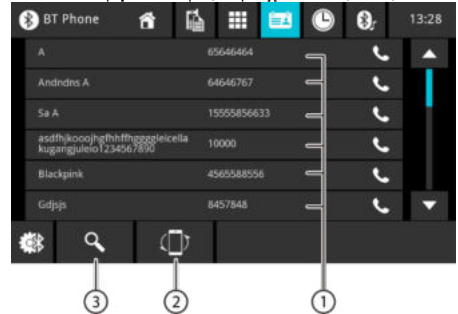 BT Phone 13:28
A 65646464
Andndns A 64646767
Sa A 15555856633
asdfhjkooojhgfhhffhggggleicella
kugangjuleio1234567890 10000
Blackpink 4565588556
Gdjsjs 8457848
3 2 1